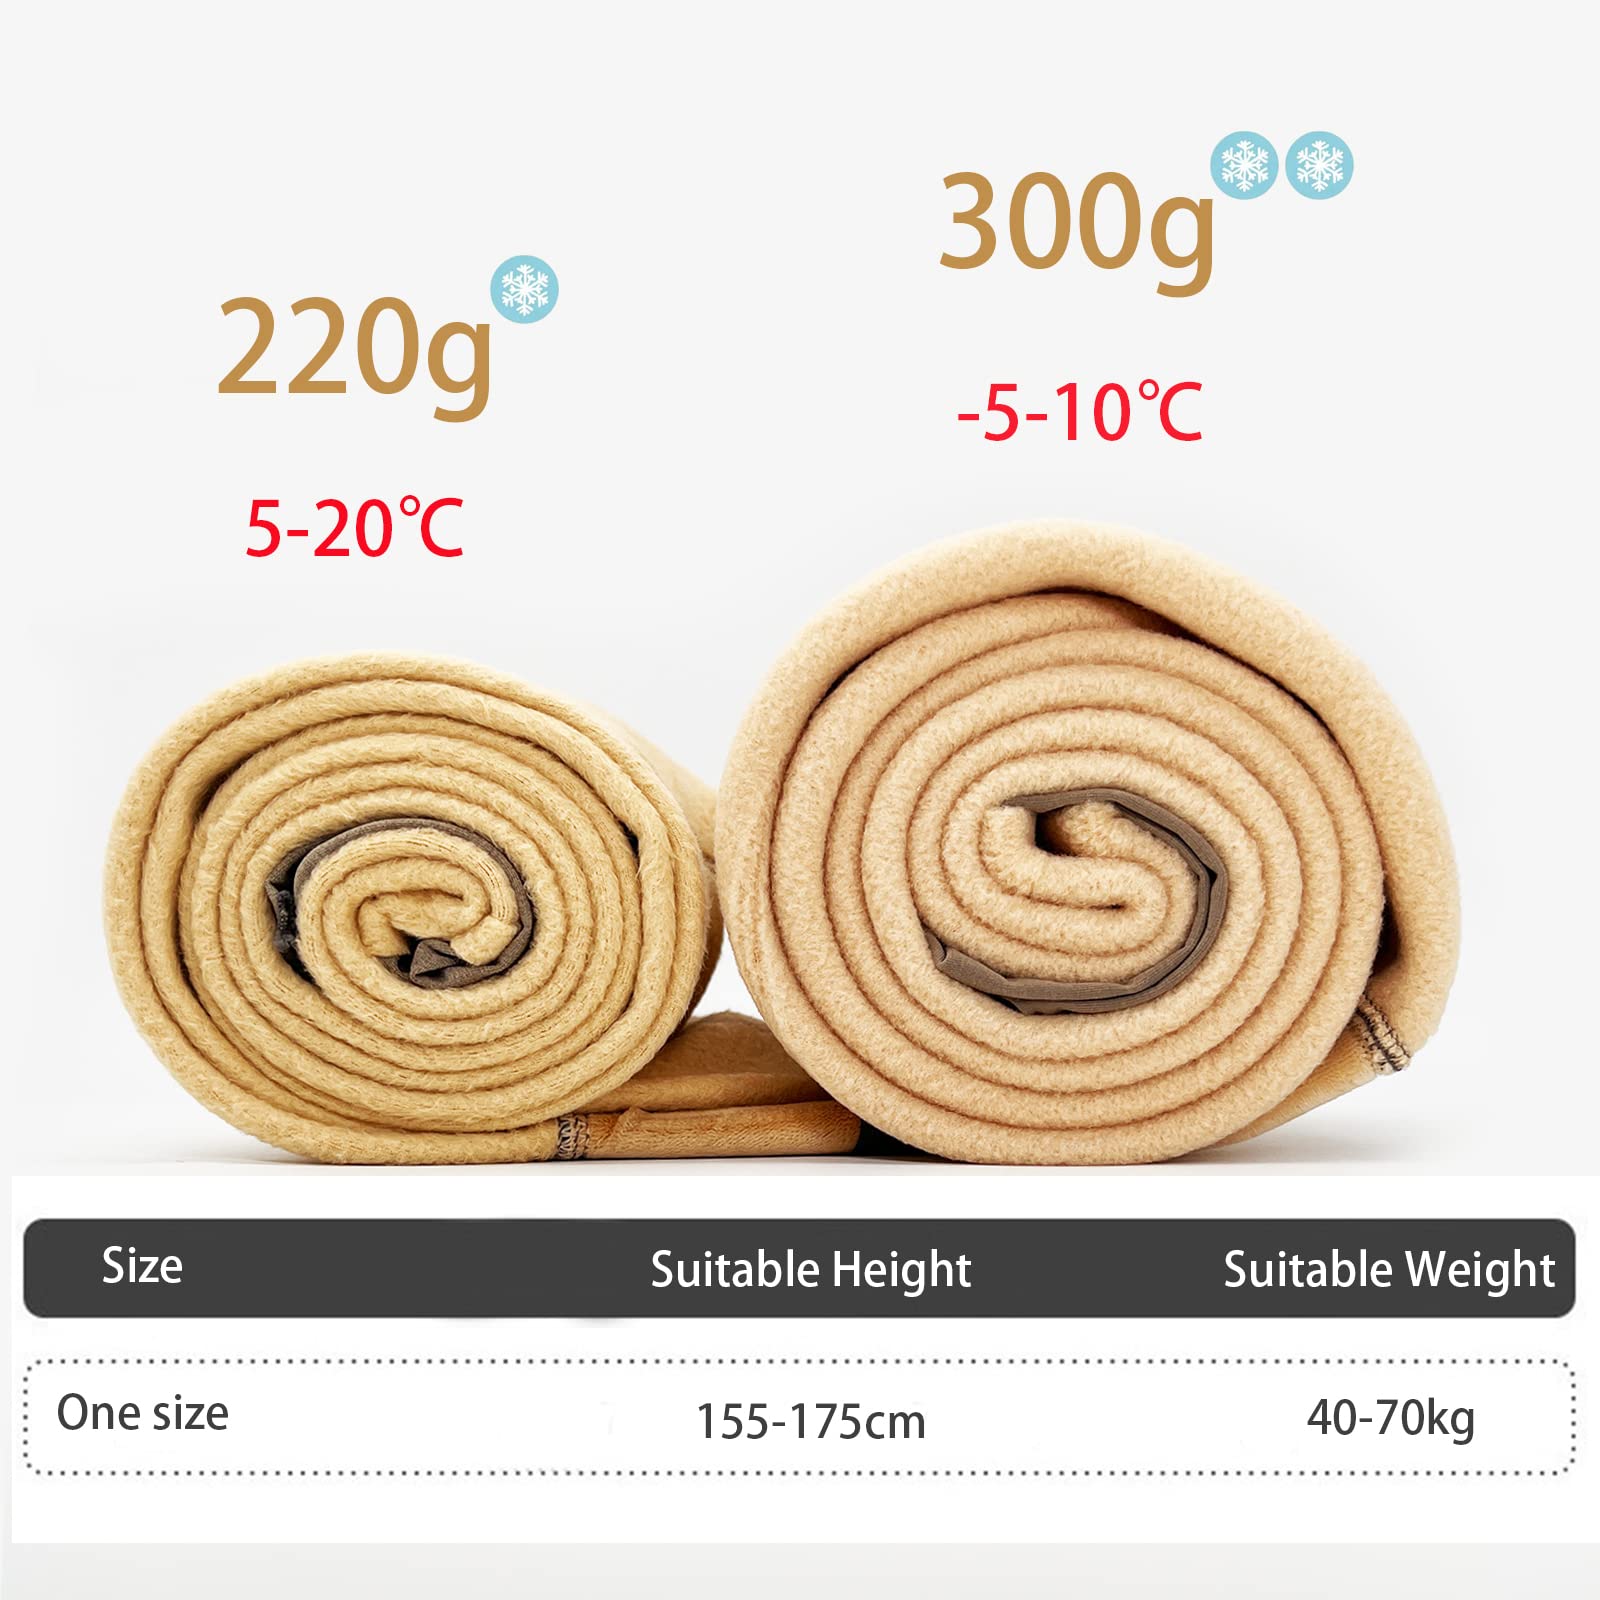 300g
220g
-5-10℃
5-20℃
Size Suitable Height Suitable Weight
One size 155-175cm 40-70kg